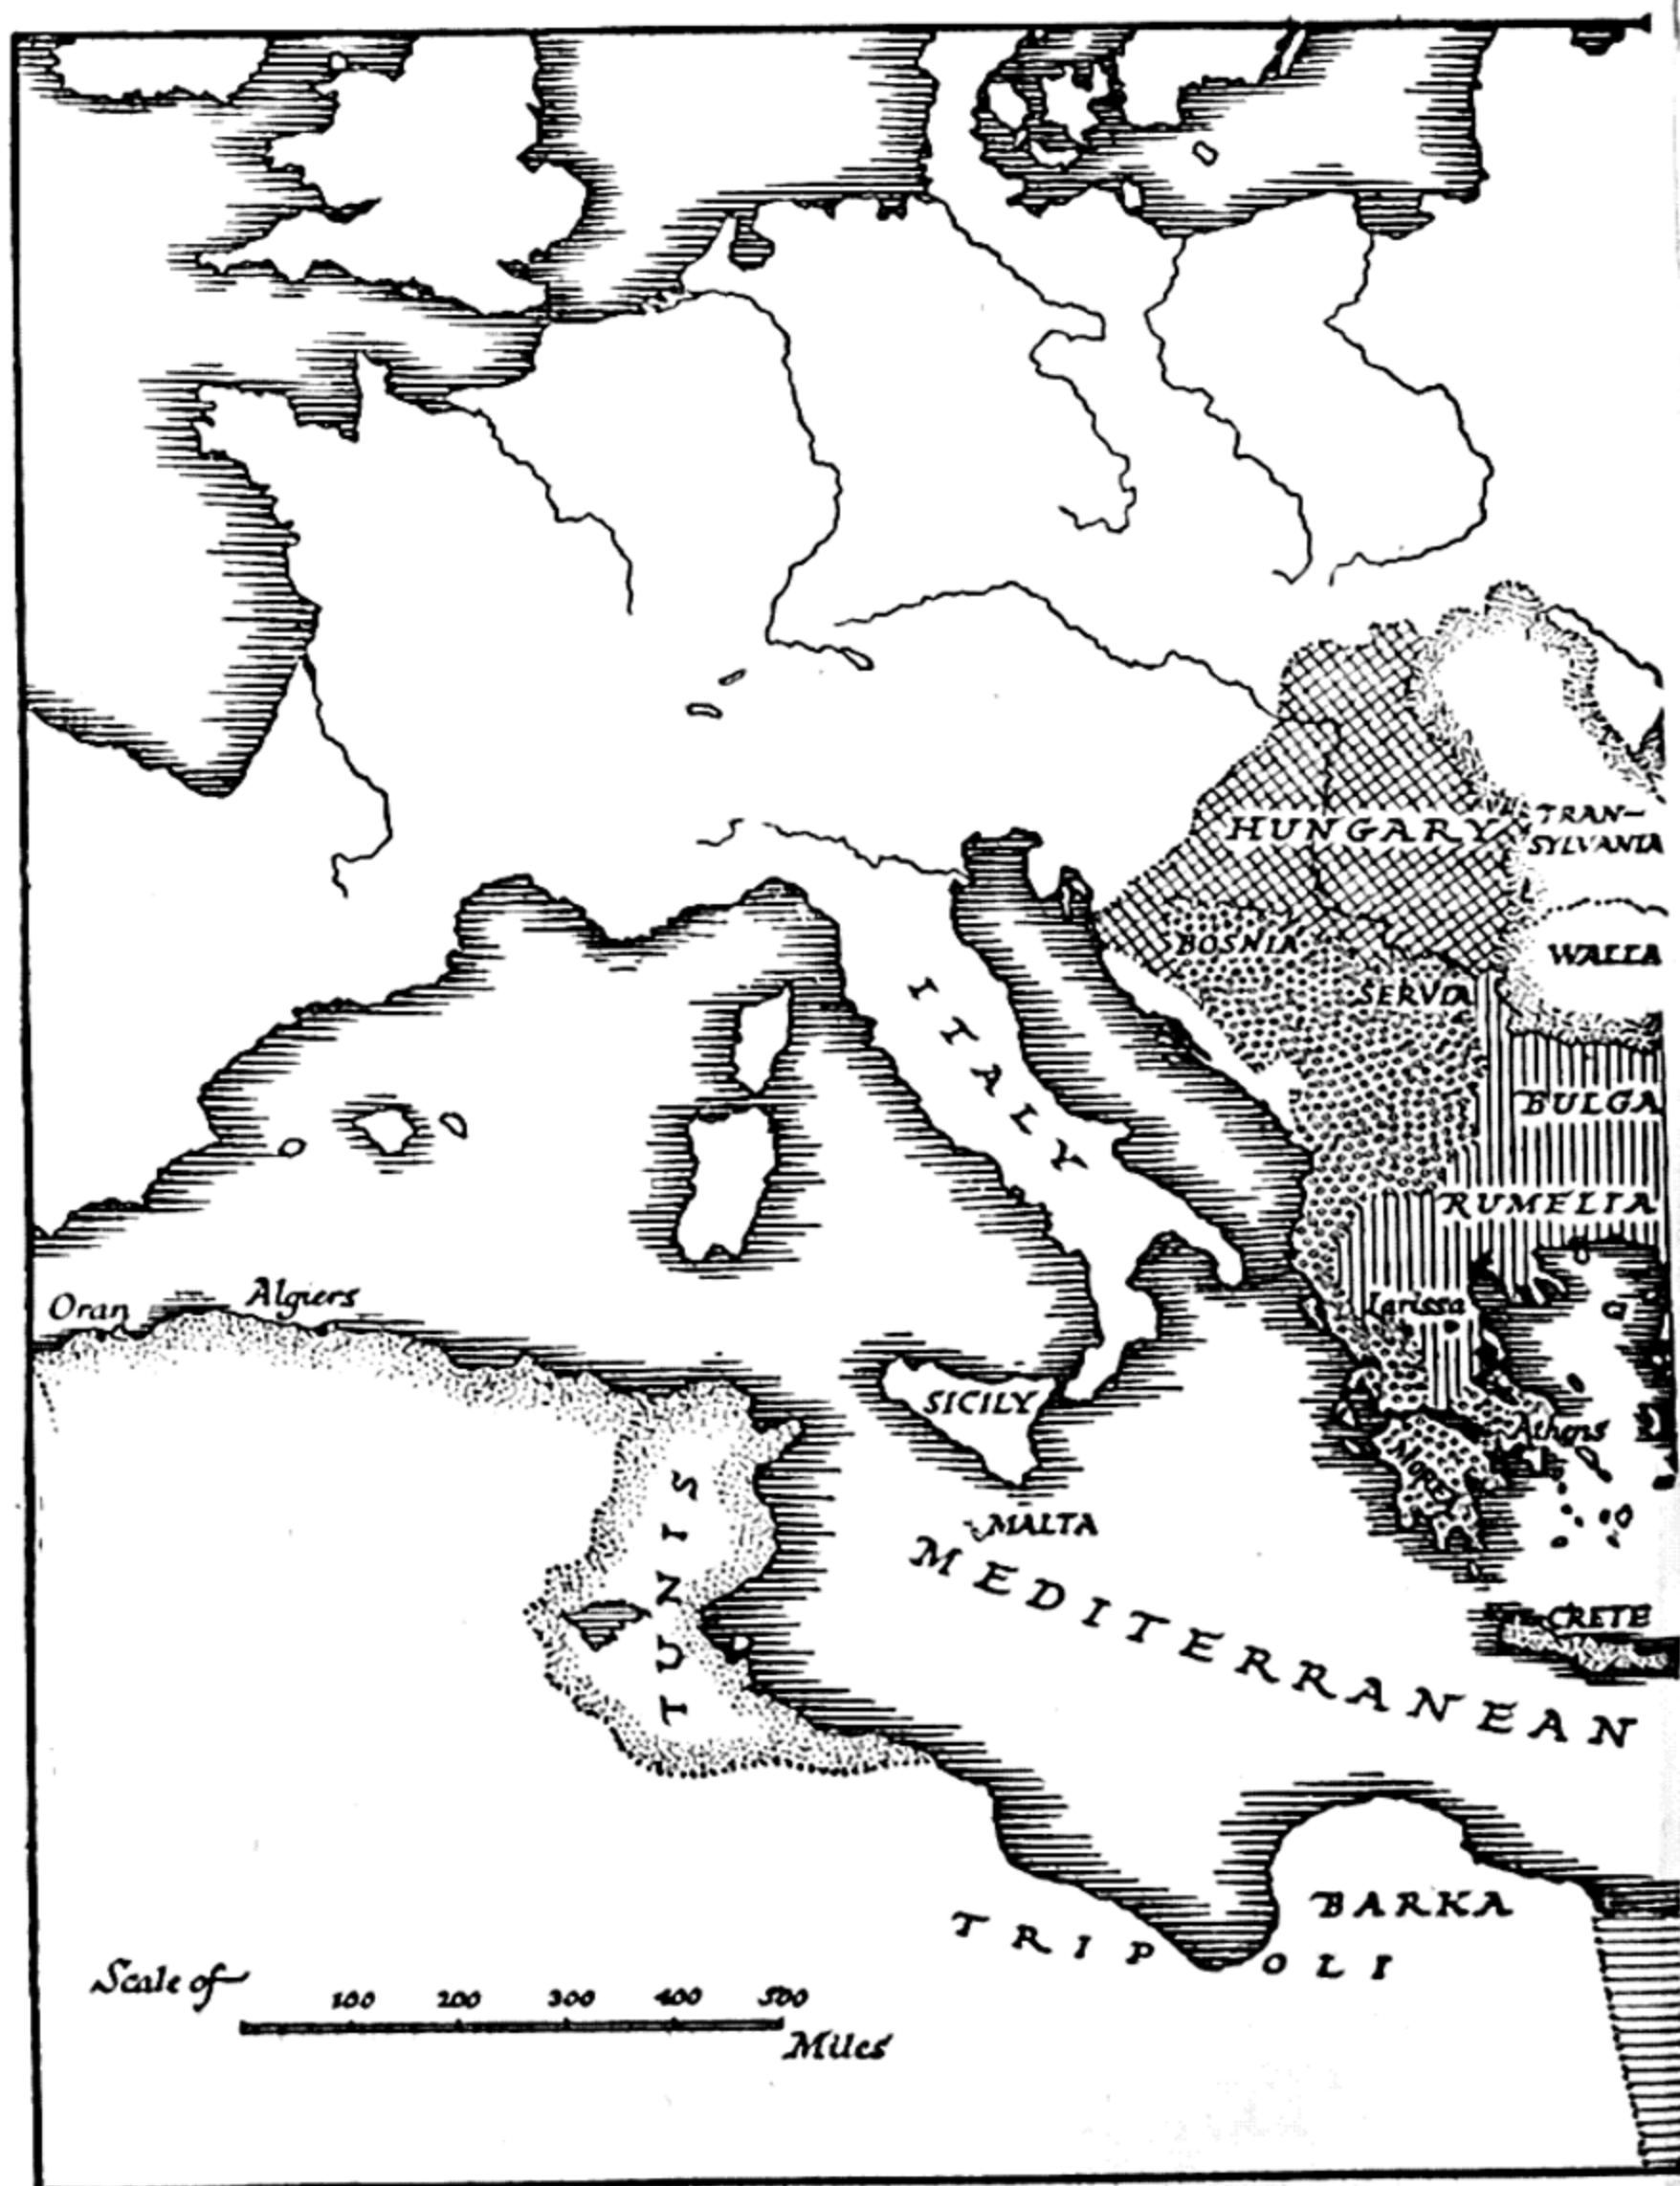 HUNGARY
TRAN-
SYLVANIA
BOSNIA
WALLA
SERVIA
ITALY
BULGA
RUMELIA
Oran
Algiers
Larissa
SICILY
Athens
MOREA
TUNIS
MALTA
MEDITERRANEAN
CRETE
BARKA
TRIPOLI
Scale of
100 200 300 400 500
Miles